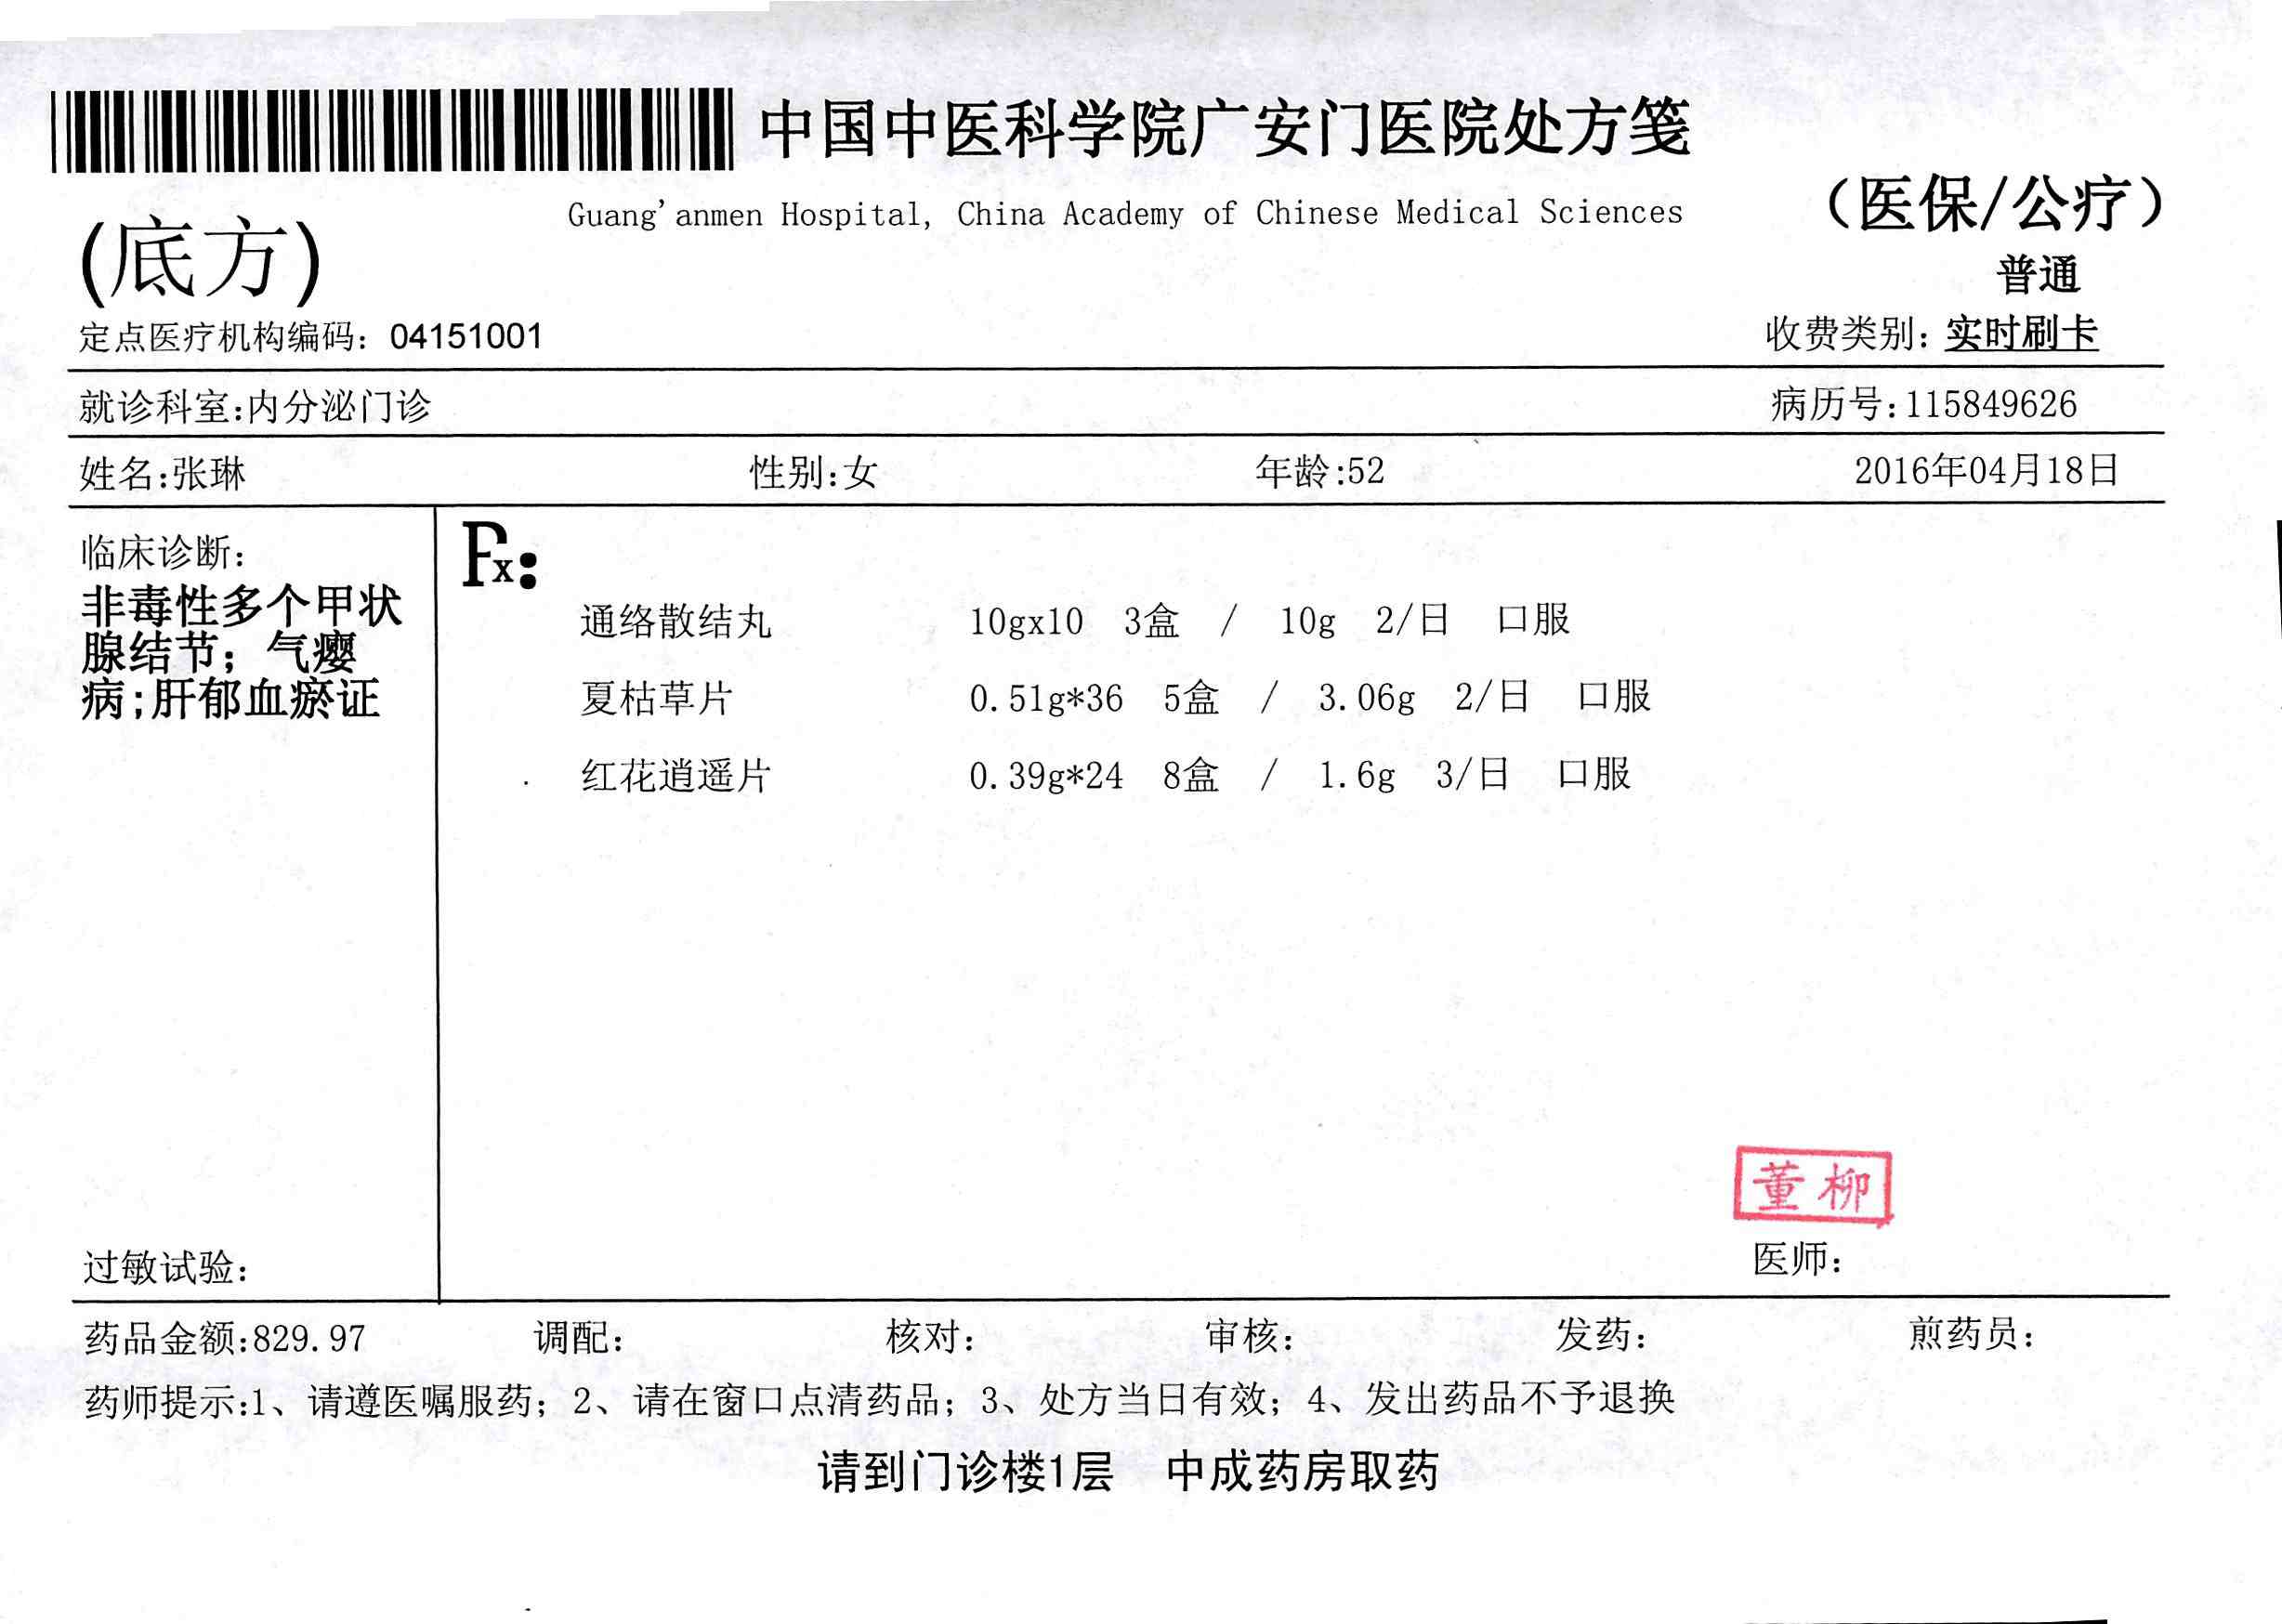 中国中医科学院广安门医院处方笺
Guang'anmen Hospital, China Academy of Chinese Medical Sciences
（医保/公疗）
(底方)
普通
定点医疗机构编码：04151001 收费类别：实时刷卡
就诊科室:内分泌门诊 病历号:115849626
姓名:张琳 性别:女 年龄:52 2016年04月18日
临床诊断：
非毒性多个甲状
腺结节；气瘿
病;肝郁血瘀证
Rx:
通络散结丸 10gx10 3盒 / 10g 2/日 口服
夏枯草片 0.51g*36 5盒 / 3.06g 2/日 口服
红花逍遥片 0.39g*24 8盒 / 1.6g 3/日 口服
董柳
过敏试验： 医师：
药品金额:829.97 调配： 核对： 审核： 发药： 煎药员：
药师提示:1、请遵医嘱服药；2、请在窗口点清药品；3、处方当日有效；4、发出药品不予退换
请到门诊楼1层 中成药房取药